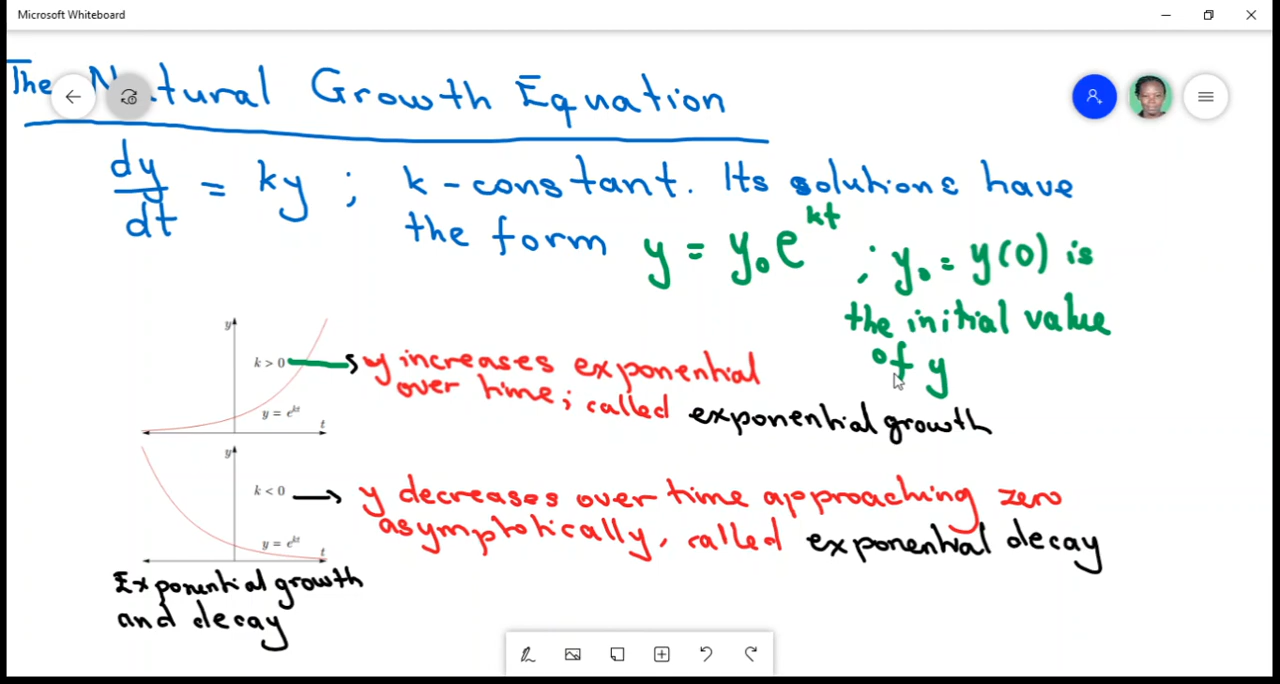 Microsoft Whiteboard
The Natural Growth Equation
dy/dt = ky ; k - constant. Its solutions have
the form y = y₀e^{kt} ; y₀ = y(0) is
the initial value
of y
y
k > 0 y increases exponential
over time; called exponential growth
y = e^{kt}
t
y
k < 0 y decreases over time approaching zero
asymptotically, called exponential decay
y = e^{kt}
t
Exponential growth
and decay